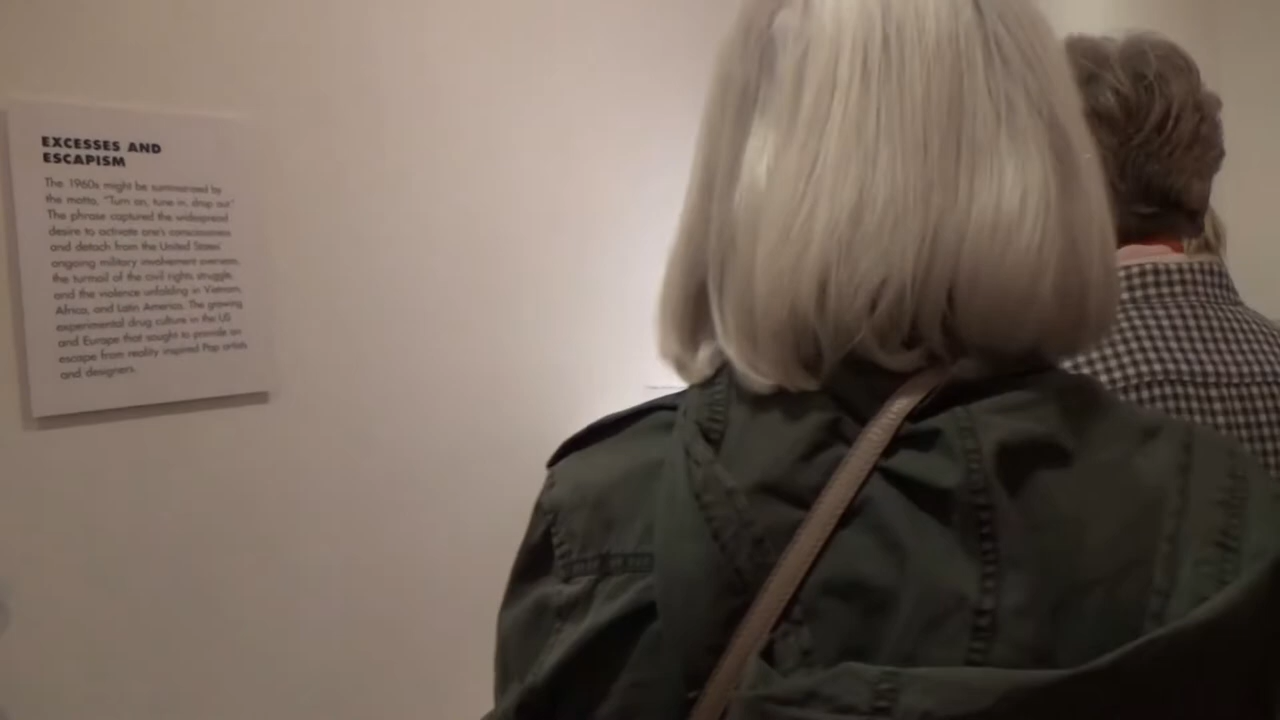 EXCESSES AND
ESCAPISM
The 1960s might be summarized by
the motto, "Turn on, tune in, drop out."
The phrase captured the widespread
desire to activate one's consciousness
and detach from the United States'
ongoing military involvement overseas,
the turmoil of the civil rights struggle,
and the violence unfolding in Vietnam,
Africa, and Latin America. The growing
experimental drug culture in the US
and Europe that sought to provide an
escape from reality inspired Pop artists
and designers.